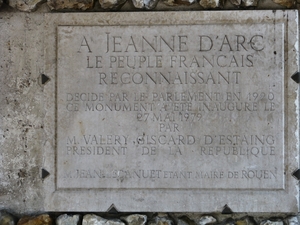 A JEANNE D'ARC
LE PEUPLE FRANCAIS
RECONNAISSANT
DECIDE PAR LE PARLEMENT EN 1920
CE MONUMENT A ETE INAUGURE LE
27 MAI 1979
PAR
M. VALERY GISCARD D'ESTAING
PRESIDENT DE LA REPUBLIQUE
M. JEAN LECANUET ETANT MAIRE DE ROUEN